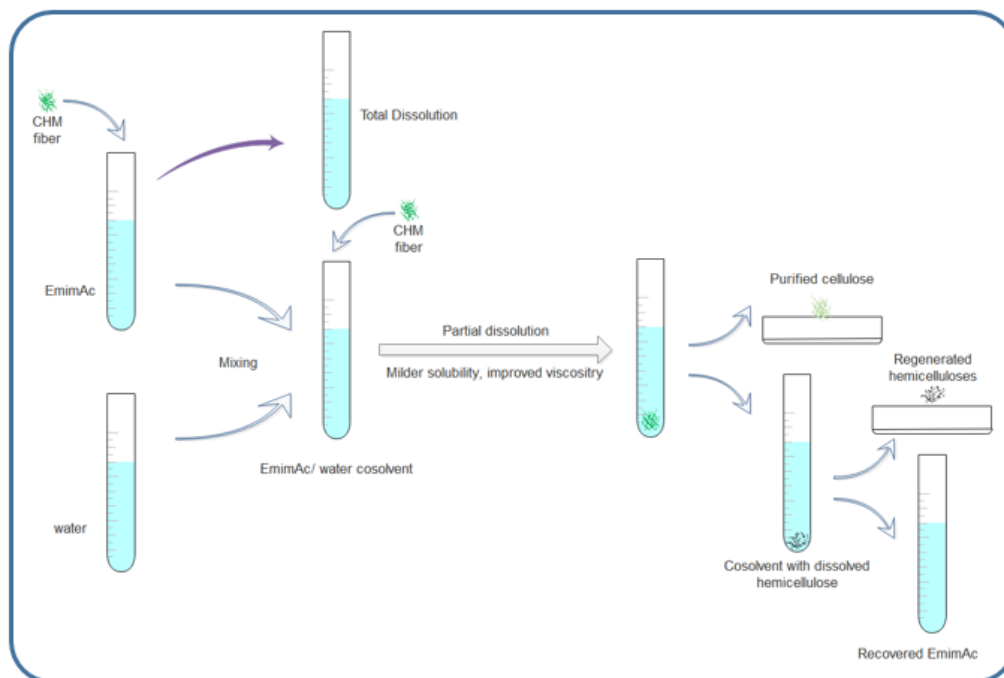 CHM
fiber
Total Dissolution
CHM
fiber
EmimAc
Mixing
water
EmimAc/ water cosolvent
Partial dissolution
Milder solubility, improved viscositry
Purified cellulose
Regenerated
hemicelluloses
Cosolvent with dissolved
hemicellulose
Recovered EmimAc